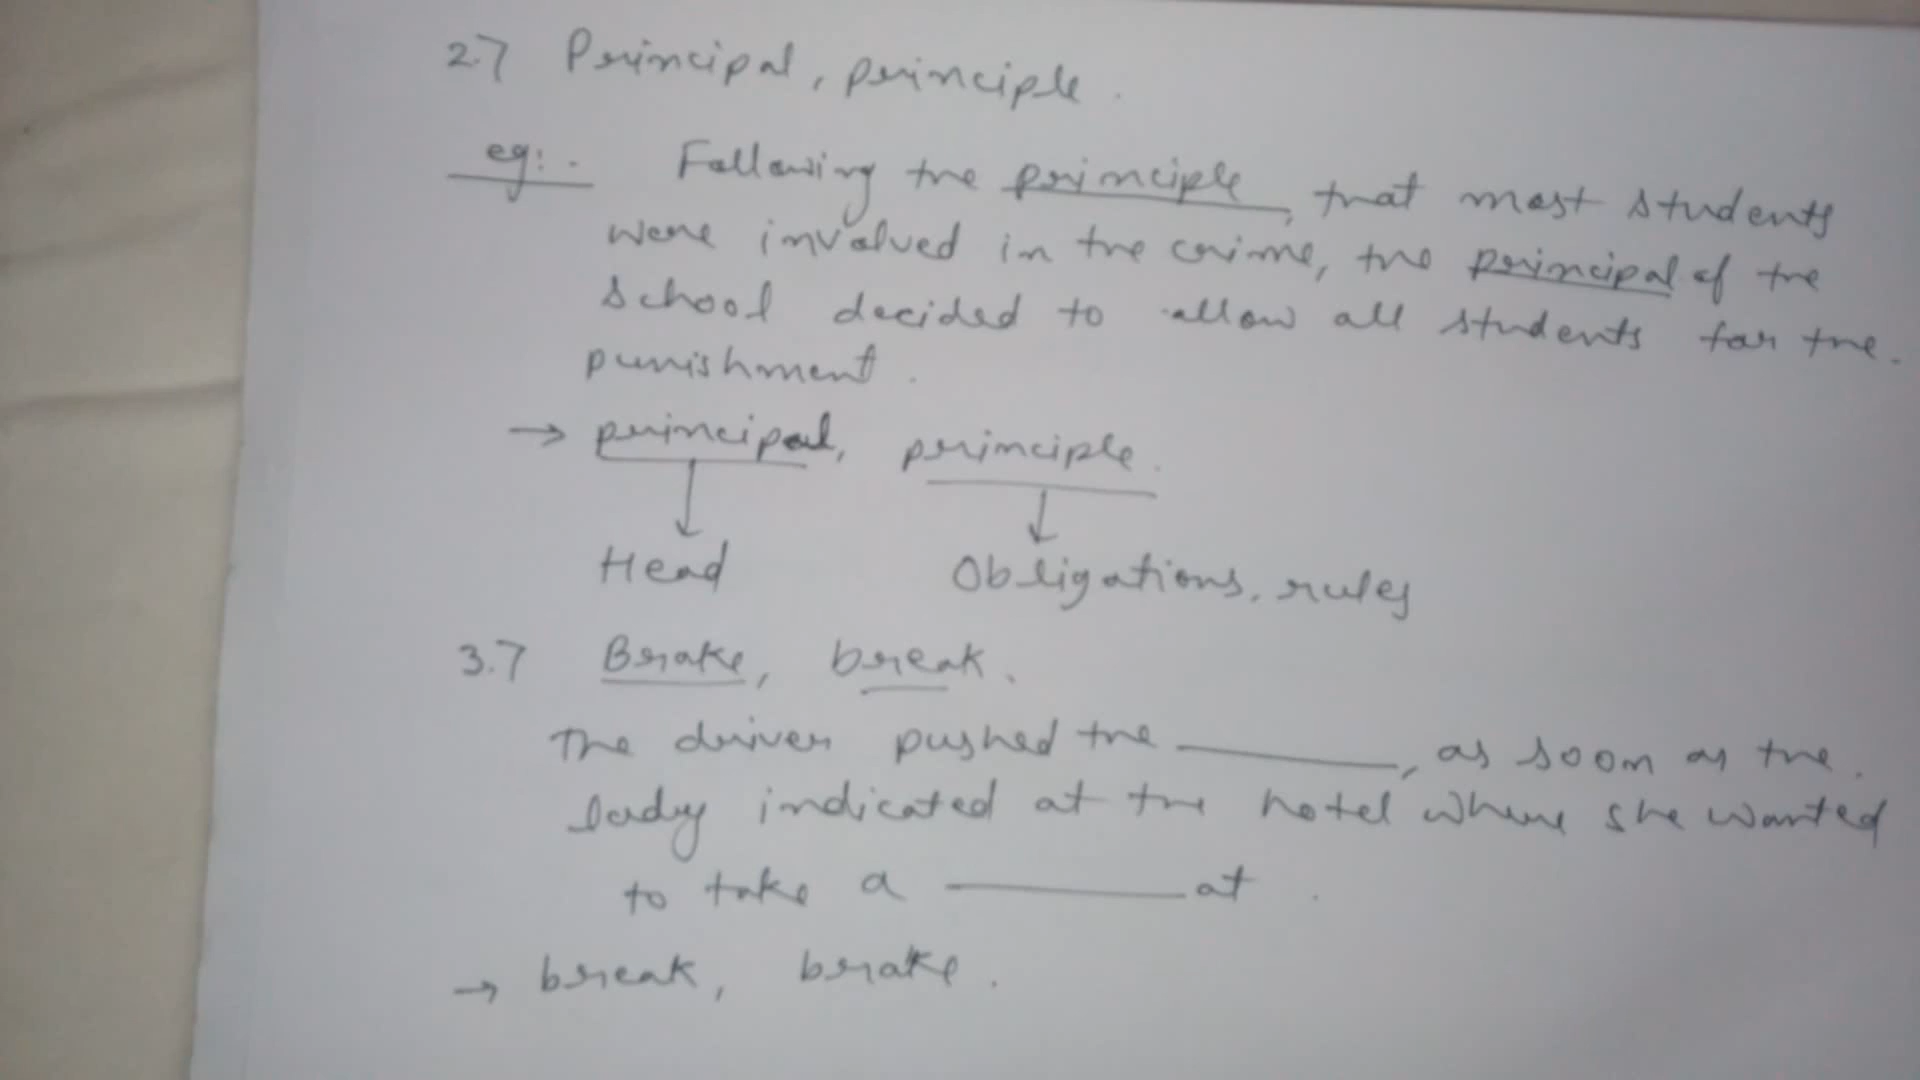 2.7 Principal, principle.
eg:. Following the principle, that most students
were involved in the crime, the principal of the
school decided to allow all students for the.
punishment.
→ principal, principle.
Head Obligations, rules
3.7 Brake, break.
The driver pushed the ________, as soon as the.
lady indicated at the hotel where she wanted
to take a ________ at.
→ break, brake.